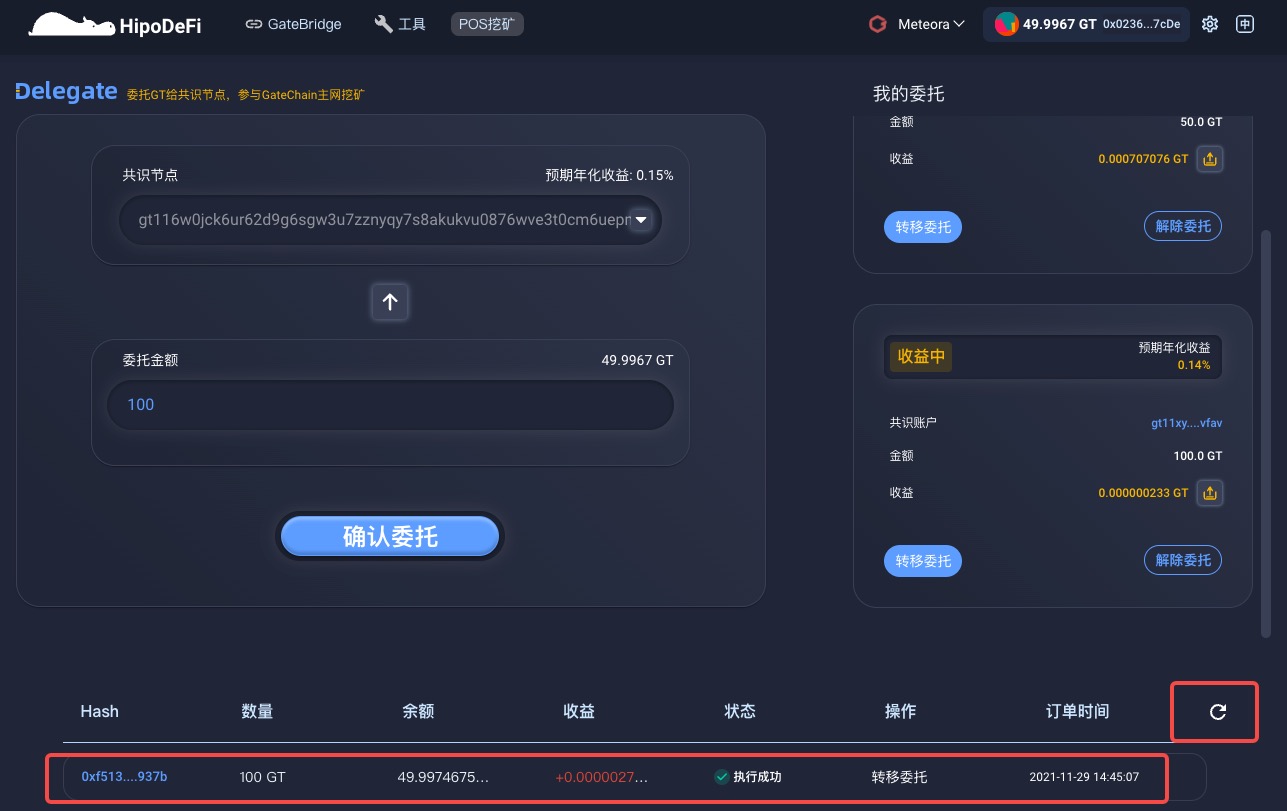 HipoDeFi
GateBridge
工具
POS挖矿
Meteora
49.9967 GT 0x0236...7cDe
中
Delegate 委托GT给共识节点，参与GateChain主网挖矿
共识节点 预期年化收益: 0.15%
gt116w0jck6ur62d9g6sgw3u7zznyqy7s8akukvu0876wve3t0cm6uepr
委托金额 49.9967 GT
100
确认委托
我的委托
金额 50.0 GT
收益 0.000707076 GT
转移委托 解除委托
收益中
预期年化收益
0.14%
共识账户 gt11xy....vfav
金额 100.0 GT
收益 0.000000233 GT
转移委托 解除委托
Hash 数量 余额 收益 状态 操作 订单时间
0xf513....937b 100 GT 49.9974675... +0.0000027... 执行成功 转移委托 2021-11-29 14:45:07